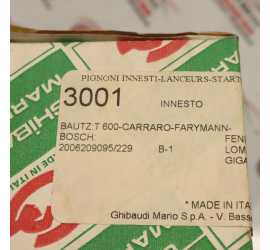 PIGNONI INNESTI-LANCEURS-START
3001 INNESTO
BAUTZ:T 600-CARRARO-FARYMANN-
FEN
BOSCH:
LOM
2006209095/229 B-1
GIGA
* MADE IN ITA
Ghibaudi Mario S.p.A. - V. Bass